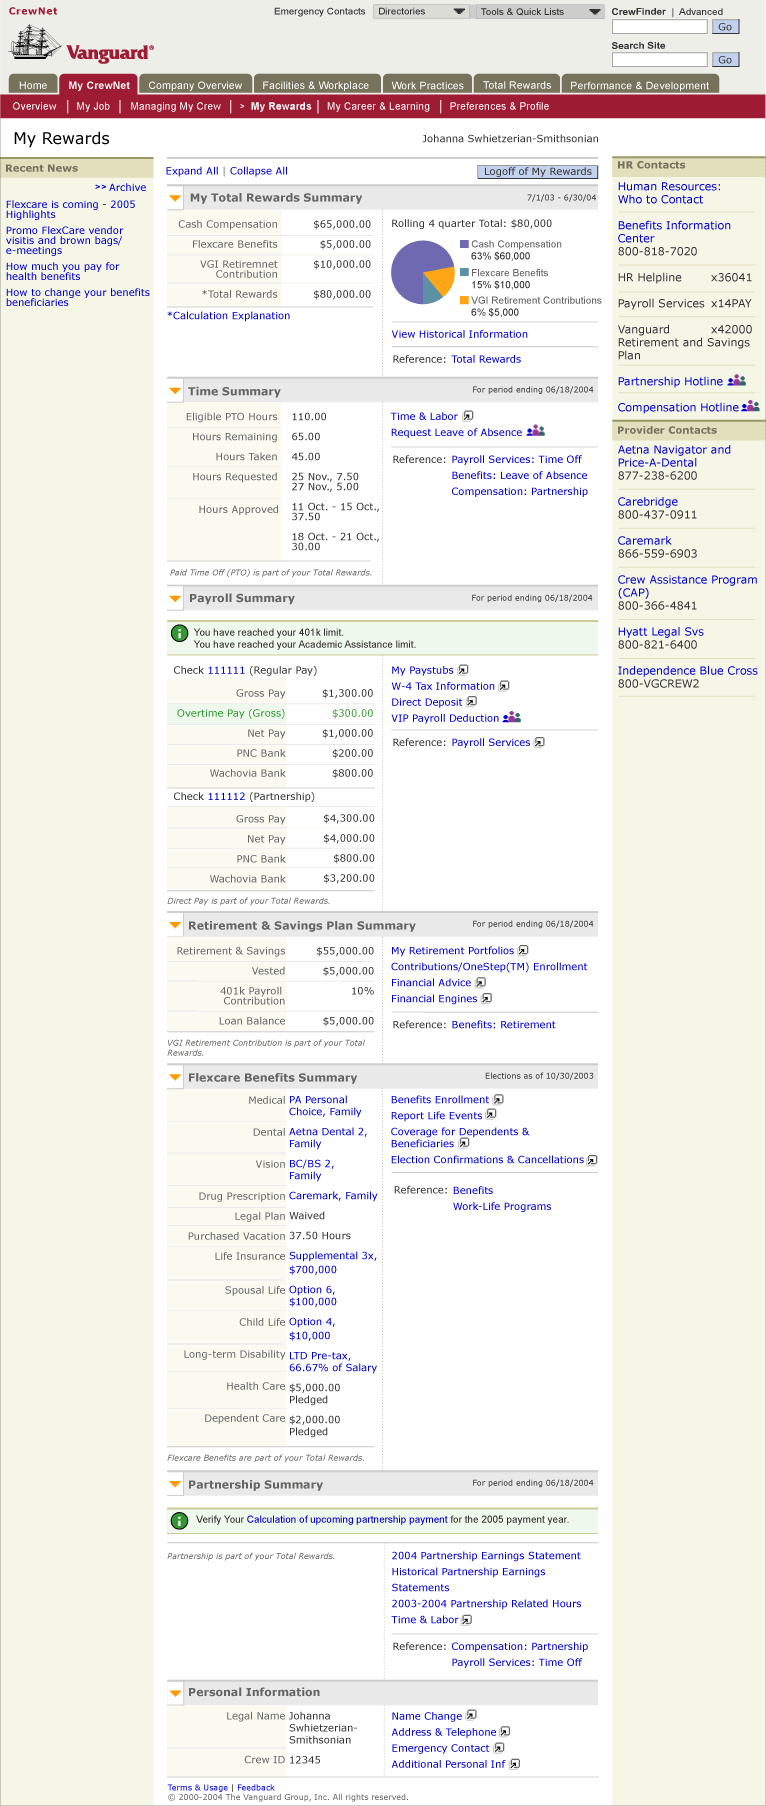 CrewNet
Emergency Contacts
Directories
Tools & Quick Lists
CrewFinder | Advanced
Go
Search Site
Go
Vanguard®
Home
My CrewNet
Company Overview
Facilities & Workplace
Work Practices
Total Rewards
Performance & Development
Overview | My Job | Managing My Crew | > My Rewards | My Career & Learning | Preferences & Profile
My Rewards
Johanna Swhietzerian-Smithsonian
Recent News
>> Archive
Flexcare is coming - 2005
Highlights
Promo FlexCare vendor
visits and brown bags/
e-meetings
How much you pay for
health benefits
How to change your benefits
beneficiaries
Expand All | Collapse All
Logoff of My Rewards
My Total Rewards Summary
7/1/03 - 6/30/04
Cash Compensation $65,000.00
Flexcare Benefits $5,000.00
VGI Retiremnet
Contribution $10,000.00
*Total Rewards $80,000.00
*Calculation Explanation
Rolling 4 quarter Total: $80,000
Cash Compensation
63% $60,000
Flexcare Benefits
15% $10,000
VGI Retirement Contributions
6% $5,000
View Historical Information
Reference: Total Rewards
Time Summary
For period ending 06/18/2004
Eligible PTO Hours 110.00
Hours Remaining 65.00
Hours Taken 45.00
Hours Requested 25 Nov., 7.50
27 Nov., 5.00
Hours Approved 11 Oct. - 15 Oct.,
37.50
18 Oct. - 21 Oct.,
30.00
Paid Time Off (PTO) is part of your Total Rewards.
Time & Labor
Request Leave of Absence
Reference: Payroll Services: Time Off
Benefits: Leave of Absence
Compensation: Partnership
Payroll Summary
For period ending 06/18/2004
You have reached your 401k limit.
You have reached your Academic Assistance limit.
Check 111111 (Regular Pay)
Gross Pay $1,300.00
Overtime Pay (Gross) $300.00
Net Pay $1,000.00
PNC Bank $200.00
Wachovia Bank $800.00
Check 111112 (Partnership)
Gross Pay $4,300.00
Net Pay $4,000.00
PNC Bank $800.00
Wachovia Bank $3,200.00
Direct Pay is part of your Total Rewards.
My Paystubs
W-4 Tax Information
Direct Deposit
VIP Payroll Deduction
Reference: Payroll Services
Retirement & Savings Plan Summary
For period ending 06/18/2004
Retirement & Savings $55,000.00
Vested $5,000.00
401k Payroll
Contribution 10%
Loan Balance $5,000.00
VGI Retirement Contribution is part of your Total
Rewards.
My Retirement Portfolios
Contributions/OneStep(TM) Enrollment
Financial Advice
Financial Engines
Reference: Benefits: Retirement
Flexcare Benefits Summary
Elections as of 10/30/2003
Medical PA Personal
Choice, Family
Dental Aetna Dental 2,
Family
Vision BC/BS 2,
Family
Drug Prescription Caremark, Family
Legal Plan Waived
Purchased Vacation 37.50 Hours
Life Insurance Supplemental 3x,
$700,000
Spousal Life Option 6,
$100,000
Child Life Option 4,
$10,000
Long-term Disability LTD Pre-tax,
66.67% of Salary
Health Care $5,000.00
Pledged
Dependent Care $2,000.00
Pledged
Flexcare Benefits are part of your Total Rewards.
Benefits Enrollment
Report Life Events
Coverage for Dependents &
Beneficiaries
Election Confirmations & Cancellations
Reference: Benefits
Work-Life Programs
Partnership Summary
For period ending 06/18/2004
Verify Your Calculation of upcoming partnership payment for the 2005 payment year.
Partnership is part of your Total Rewards.
2004 Partnership Earnings Statement
Historical Partnership Earnings
Statements
2003-2004 Partnership Related Hours
Time & Labor
Reference: Compensation: Partnership
Payroll Services: Time Off
Personal Information
Legal Name Johanna
Swhietzerian-
Smithsonian
Crew ID 12345
Name Change
Address & Telephone
Emergency Contact
Additional Personal Inf
Terms & Usage | Feedback
© 2000-2004 The Vanguard Group, Inc. All rights reserved.
HR Contacts
Human Resources:
Who to Contact
Benefits Information
Center
800-818-7020
HR Helpline x36041
Payroll Services x14PAY
Vanguard x42000
Retirement and Savings
Plan
Partnership Hotline
Compensation Hotline
Provider Contacts
Aetna Navigator and
Price-A-Dental
877-238-6200
Carebridge
800-437-0911
Caremark
866-559-6903
Crew Assistance Program
(CAP)
800-366-4841
Hyatt Legal Svs
800-821-6400
Independence Blue Cross
800-VGCREW2